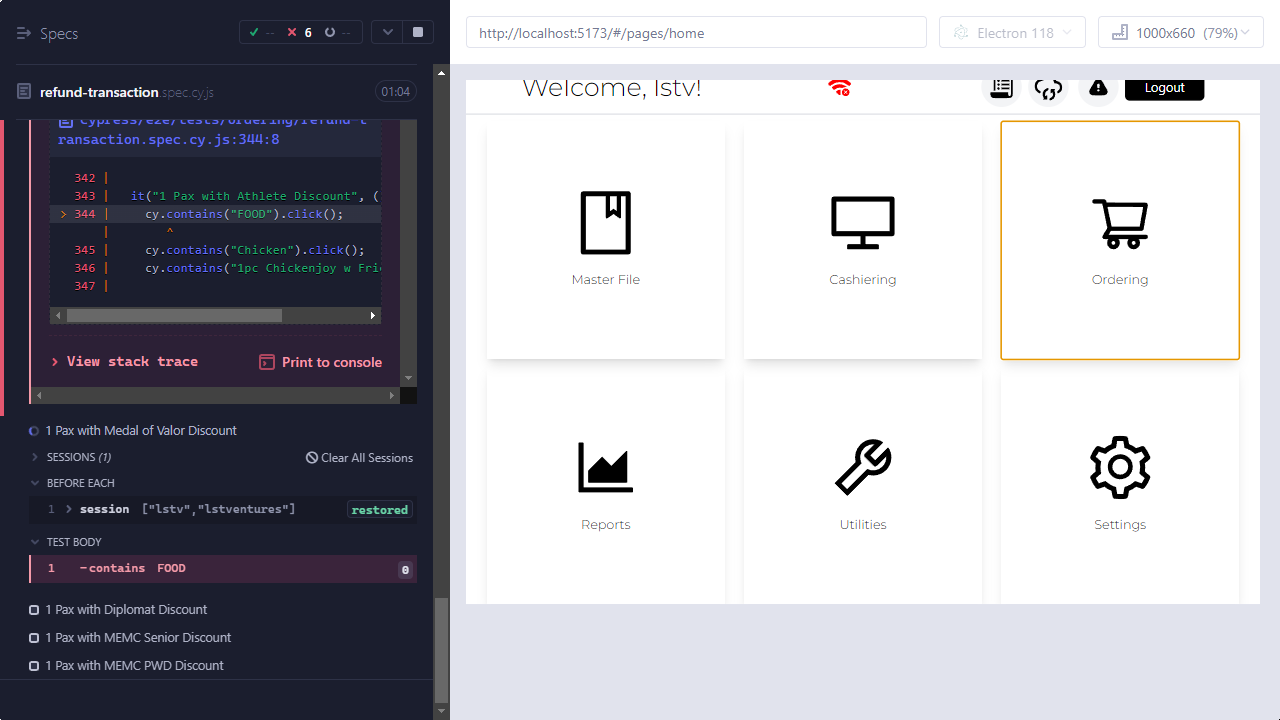 Specs
-- 6 --
refund-transaction.spec.cy.js 01:04
cypress/e2e/tests/ordering/refund-t
ransaction.spec.cy.js:344:8
342 |
343 | it("1 Pax with Athlete Discount", (
> 344 | cy.contains("FOOD").click();
| ^
345 | cy.contains("Chicken").click();
346 | cy.contains("1pc Chickenjoy w Frie
347 |
> View stack trace Print to console
1 Pax with Medal of Valor Discount
SESSIONS (1) Clear All Sessions
BEFORE EACH
1 session ["lstv","lstventures"] restored
TEST BODY
1 -contains FOOD 0
1 Pax with Diplomat Discount
1 Pax with MEMC Senior Discount
1 Pax with MEMC PWD Discount
http://localhost:5173/#/pages/home
Electron 118
1000x660 (79%)
Welcome, lstv!
Logout
Master File
Cashiering
Ordering
Reports
Utilities
Settings